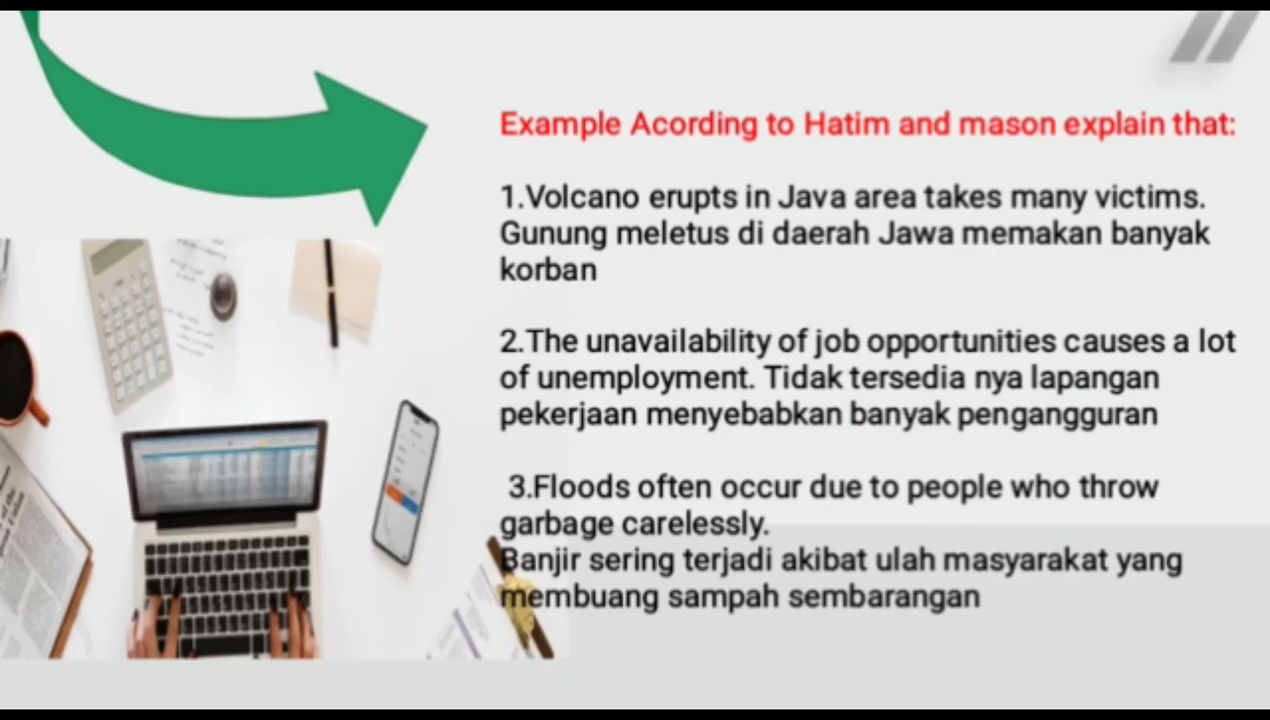 Example Acording to Hatim and mason explain that:
1.Volcano erupts in Java area takes many victims.
Gunung meletus di daerah Jawa memakan banyak
korban
2.The unavailability of job opportunities causes a lot
of unemployment. Tidak tersedia nya lapangan
pekerjaan menyebabkan banyak pengangguran
3.Floods often occur due to people who throw
garbage carelessly.
Banjir sering terjadi akibat ulah masyarakat yang
membuang sampah sembarangan